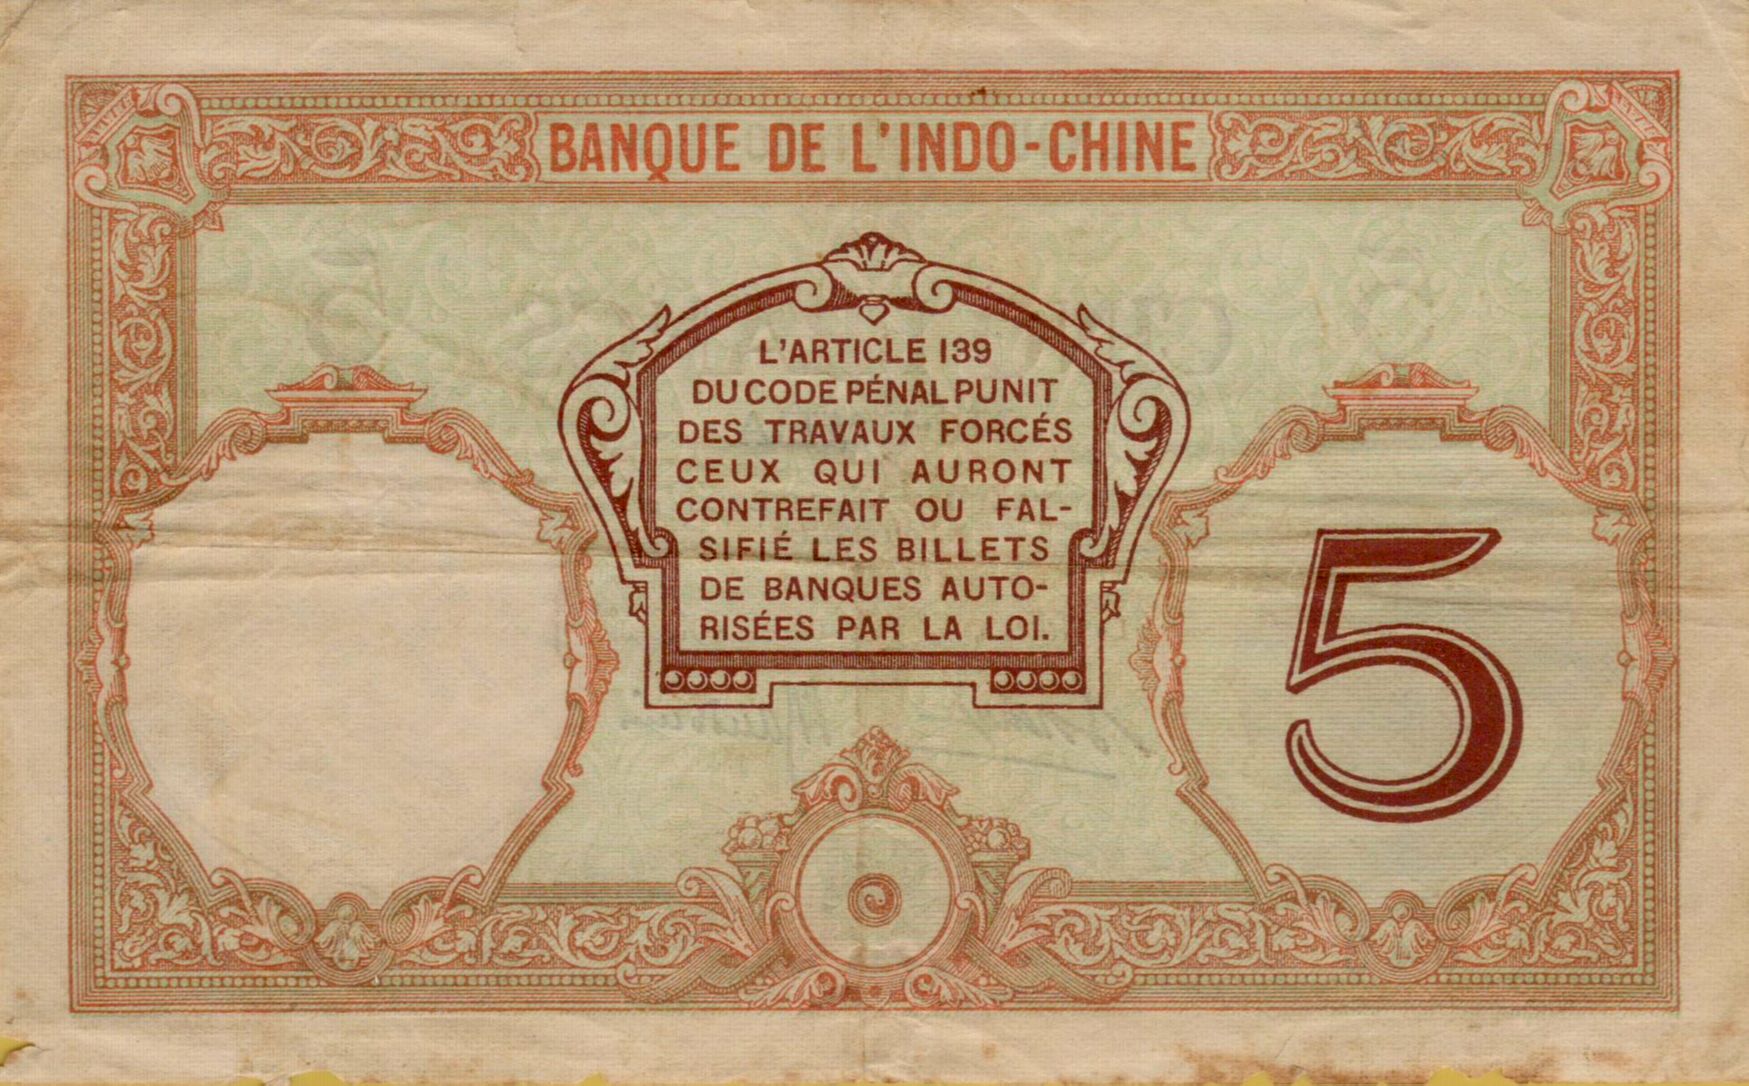 BANQUE DE L'INDO-CHINE
L'ARTICLE 139
DU CODE PÉNAL PUNIT
DES TRAVAUX FORCÉS
CEUX QUI AURONT
CONTREFAIT OU FAL-
SIFIÉ LES BILLETS
DE BANQUES AUTO-
RISÉES PAR LA LOI.
5